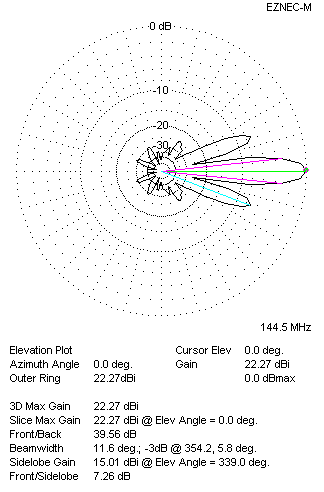 EZNEC-M
0 dB
-10
-20
-30
144.5 MHz
Elevation Plot Cursor Elev 0.0 deg.
Azimuth Angle 0.0 deg. Gain 22.27 dBi
Outer Ring 22.27dBi 0.0 dBmax
3D Max Gain 22.27 dBi
Slice Max Gain 22.27 dBi @ Elev Angle = 0.0 deg.
Front/Back 39.56 dB
Beamwidth 11.6 deg.; -3dB @ 354.2, 5.8 deg.
Sidelobe Gain 15.01 dBi @ Elev Angle = 339.0 deg.
Front/Sidelobe 7.26 dB